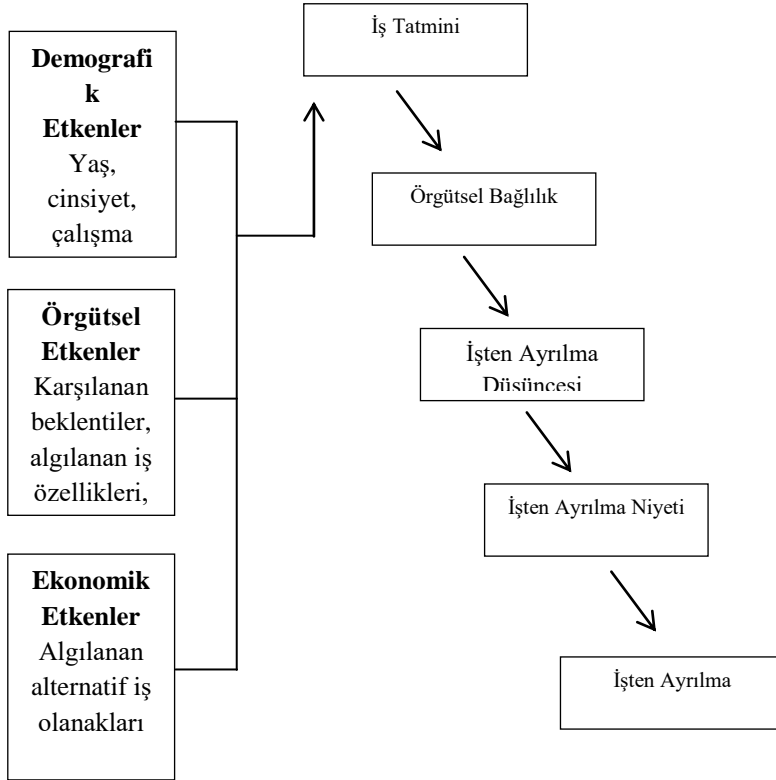 Demografi
k
Etkenler
Yaş,
cinsiyet,
çalışma
Örgütsel
Etkenler
Karşılanan
beklentiler,
algılanan iş
özellikleri,
Ekonomik
Etkenler
Algılanan
alternatif iş
olanakları
İş Tatmini
Örgütsel Bağlılık
İşten Ayrılma
Düşüncesi
İşten Ayrılma Niyeti
İşten Ayrılma